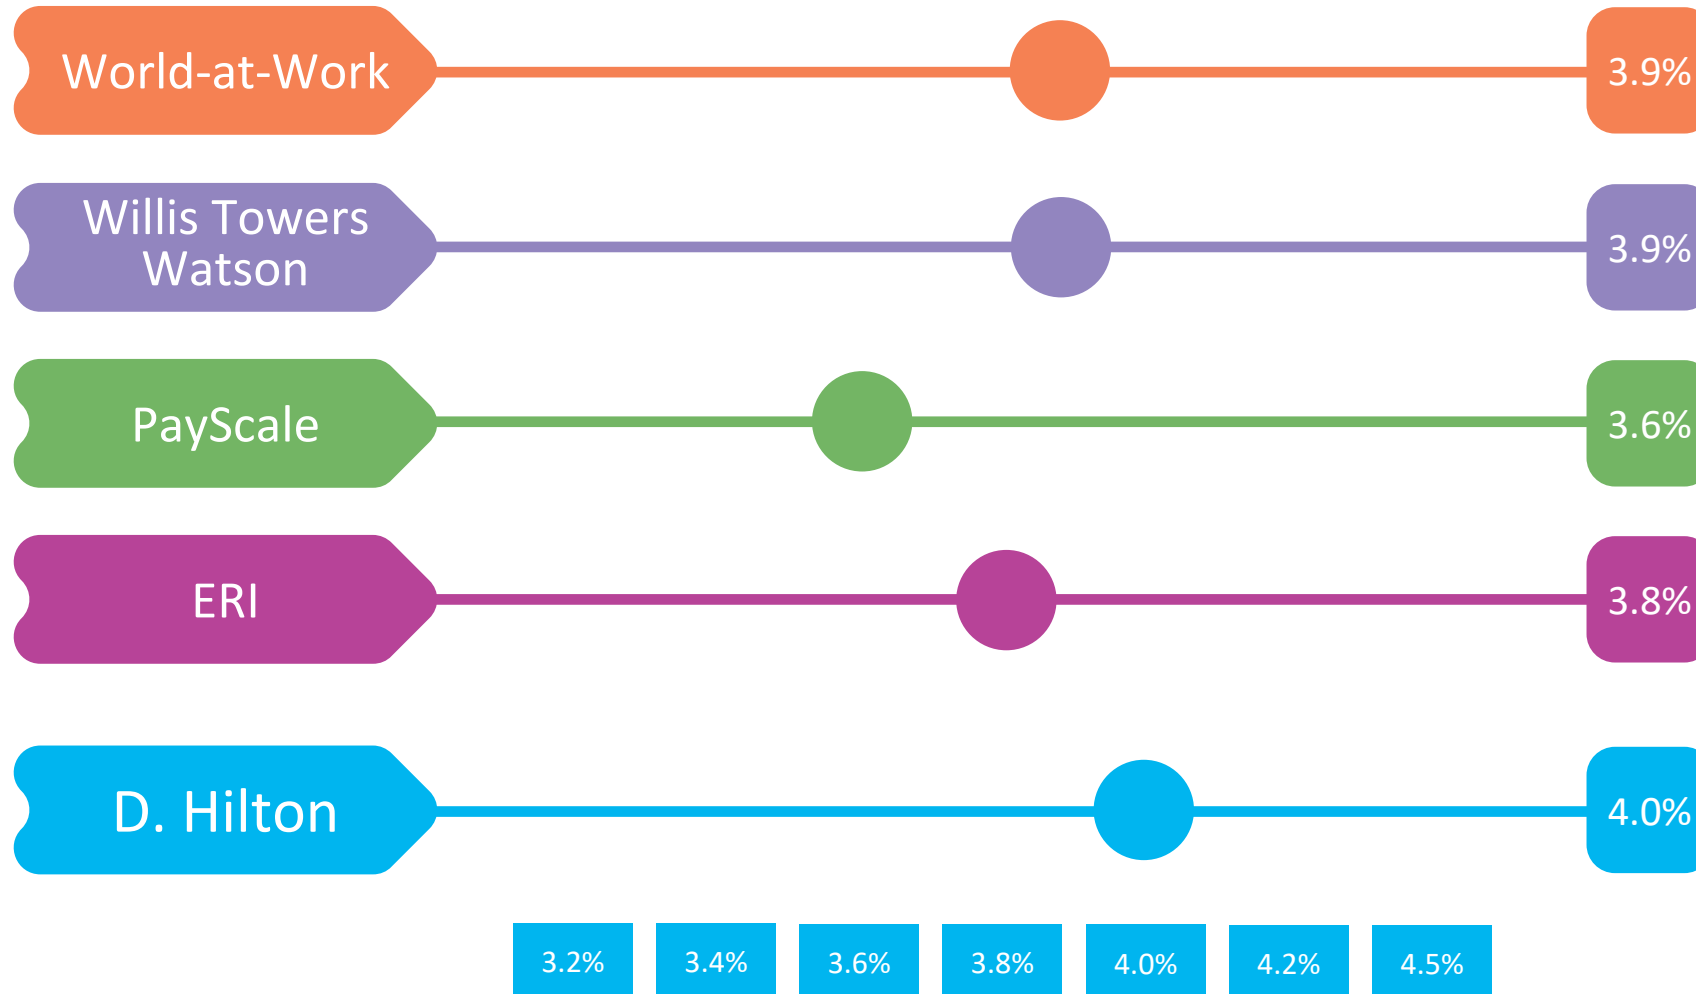 World-at-Work
3.9%
Willis Towers
Watson
3.9%
PayScale
3.6%
ERI
3.8%
D. Hilton
4.0%
3.2% 3.4% 3.6% 3.8% 4.0% 4.2% 4.5%